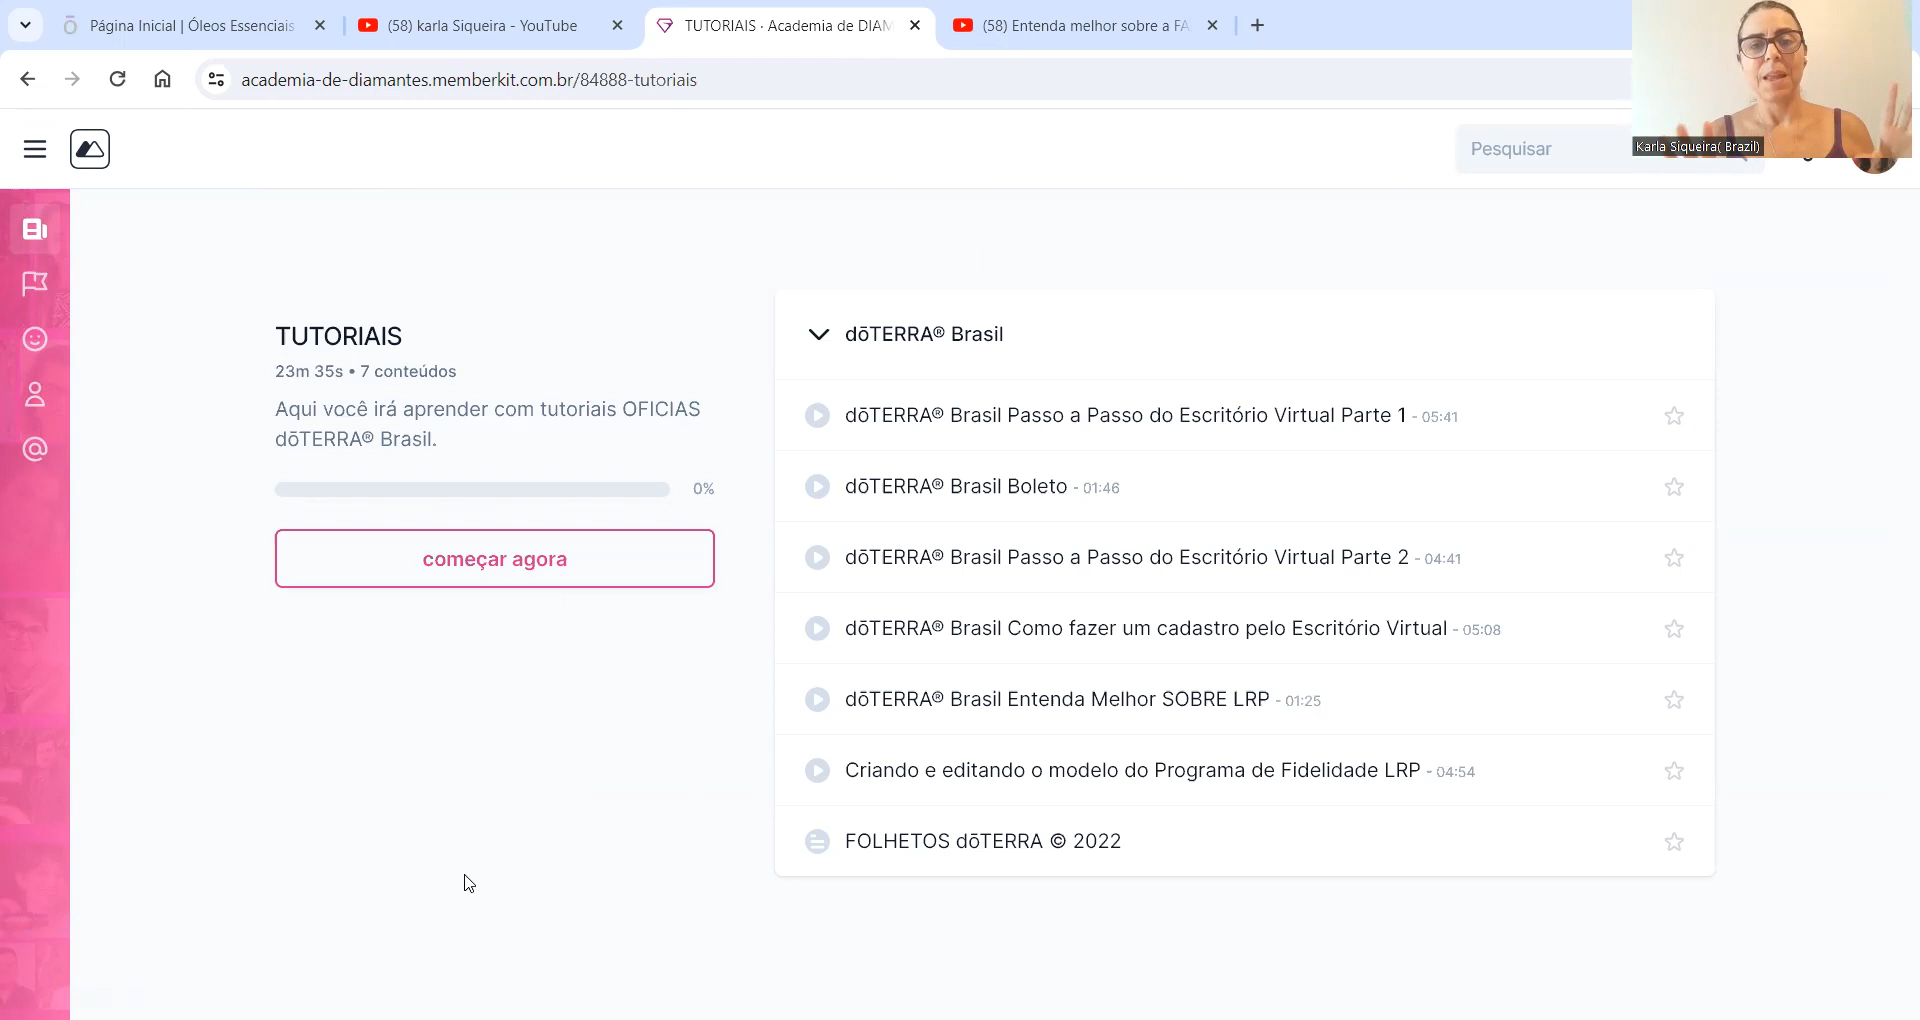 Página Inicial | Óleos Essenciais
(58) karla Siqueira - YouTube
TUTORIAIS · Academia de DIAM
(58) Entenda melhor sobre a FA
academia-de-diamantes.memberkit.com.br/84888-tutoriais
Pesquisar
Karla Siqueira( Brazil)
TUTORIAIS
23m 35s • 7 conteúdos
Aqui você irá aprender com tutoriais OFICIAS
dōTERRA® Brasil.
0%
começar agora
dōTERRA® Brasil
dōTERRA® Brasil Passo a Passo do Escritório Virtual Parte 1 - 05:41
dōTERRA® Brasil Boleto - 01:46
dōTERRA® Brasil Passo a Passo do Escritório Virtual Parte 2 - 04:41
dōTERRA® Brasil Como fazer um cadastro pelo Escritório Virtual - 05:08
dōTERRA® Brasil Entenda Melhor SOBRE LRP - 01:25
Criando e editando o modelo do Programa de Fidelidade LRP - 04:54
FOLHETOS dōTERRA © 2022